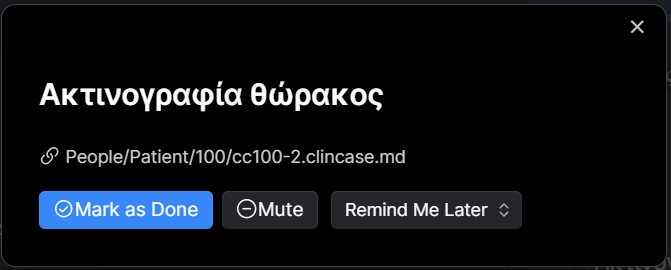 Ακτινογραφία θώρακος
People/Patient/100/cc100-2.clincase.md
Mark as Done Mute Remind Me Later